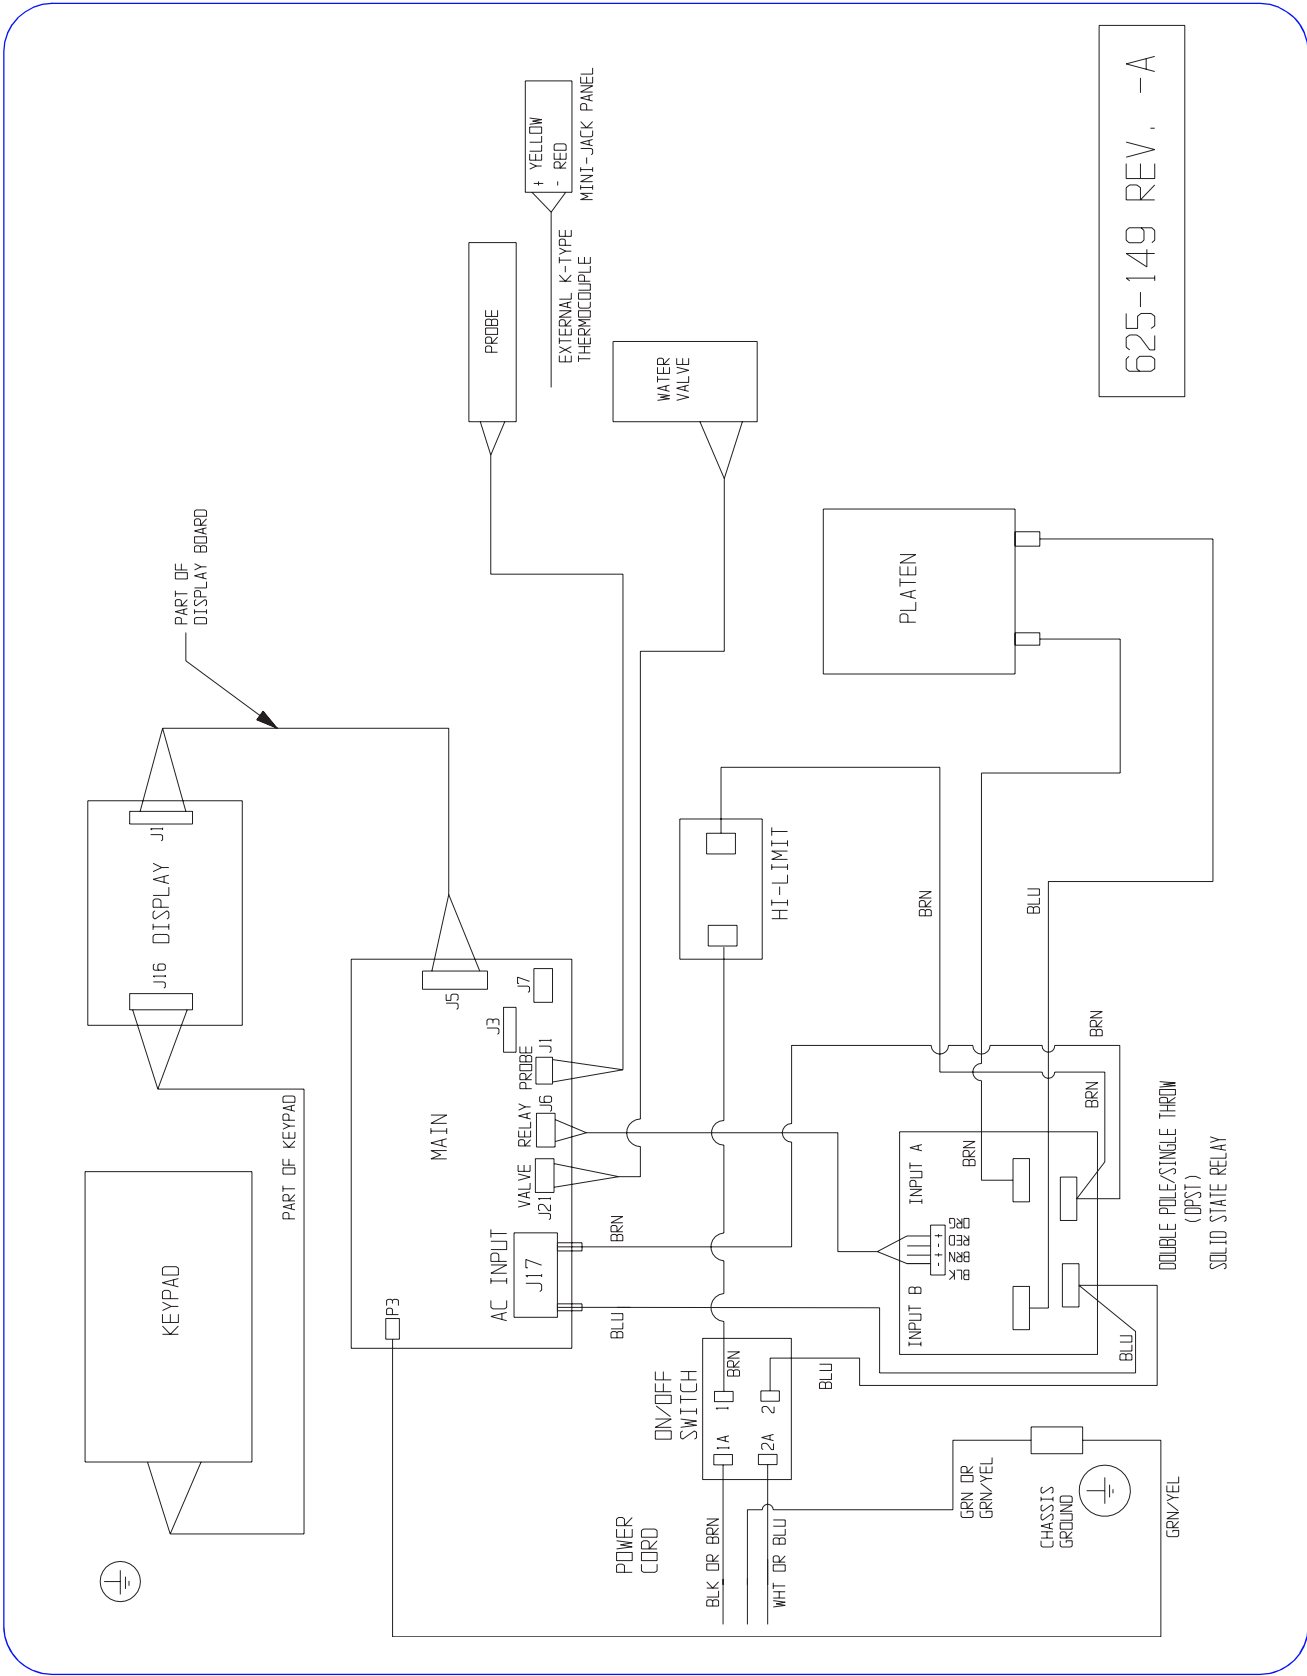 KEYPAD
PART OF KEYPAD
J16
DISPLAY
J1
PART OF
DISPLAY BOARD
P3
MAIN
J5
AC INPUT
J17
VALVE
J21
RELAY
J6
PROBE
J1
J3
J7
PROBE
EXTERNAL K-TYPE
THERMOCOUPLE
+ YELLOW
- RED
MINI-JACK PANEL
WATER
VALVE
BLU
BRN
POWER
CORD
BLK OR BRN
WHT OR BLU
ON/OFF
SWITCH
1A
1
2A
2
BRN
BLU
HI-LIMIT
PLATEN
BRN
BLU
GRN OR
GRN/YEL
CHASSIS
GROUND
GRN/YEL
INPUT B
INPUT A
BLK
BRN
RED
ORG
- + - +
BRN
BRN
BRN
BLU
DOUBLE POLE/SINGLE THROW
(DPST)
SOLID STATE RELAY
625-149 REV. -A